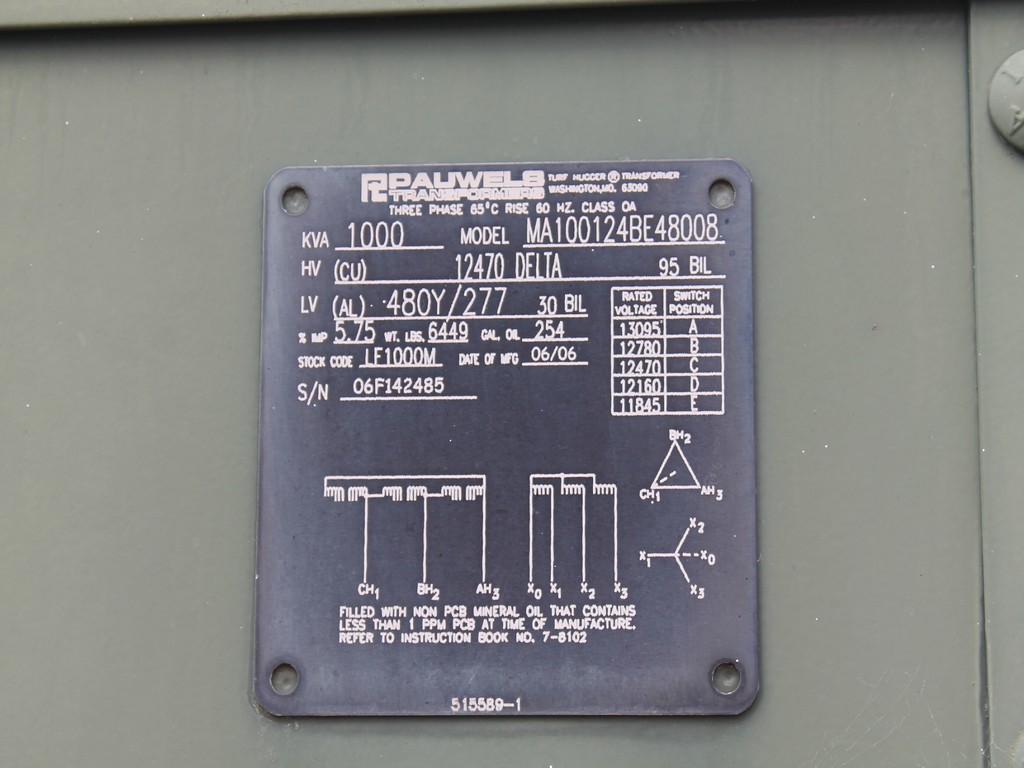 PAUWELS TURF HUGGER ® TRANSFORMER
TRANSFORMERS WASHINGTON, MO. 63090
THREE PHASE 65°C RISE 60 HZ. CLASS OA
KVA 1000 MODEL MA100124BE48008
HV (CU) 12470 DELTA 95 BIL
LV (AL) 480Y/277 30 BIL
% IMP 5.75 WT. LBS. 6449 GAL. OIL 254
STOCK CODE LF1000M DATE OF MFG 06/06
S/N 06F142485
RATED VOLTAGE SWITCH POSITION
13095 A
12780 B
12470 C
12160 D
11845 E
BH2
CH1 AH3
X2
X1 X0
X3
CH1 BH2 AH3 X0 X1 X2 X3
FILLED WITH NON PCB MINERAL OIL THAT CONTAINS
LESS THAN 1 PPM PCB AT TIME OF MANUFACTURE.
REFER TO INSTRUCTION BOOK NO. 7-8102
515589-1